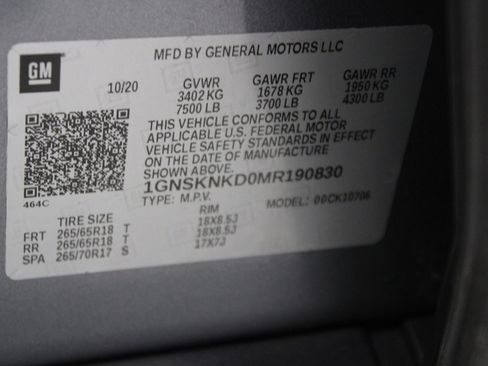 GM
MFD BY GENERAL MOTORS LLC
10/20 GVWR GAWR FRT GAWR RR
3402 KG 1678 KG 1950 KG
7500 LB 3700 LB 4300 LB
THIS VEHICLE CONFORMS TO ALL
APPLICABLE U.S. FEDERAL MOTOR
VEHICLE SAFETY STANDARDS IN EFFECT
ON THE DATE OF MANUFACTURE
SHOWN ABOVE.
464C
1GNSKNKD0MR190830
TYPE: M.P.V. MODEL: 00CK10706
TIRE SIZE RIM
FRT 265/65R18 T 18X8.5J
RR 265/65R18 T 18X8.5J
SPA 265/70R17 S 17X7J